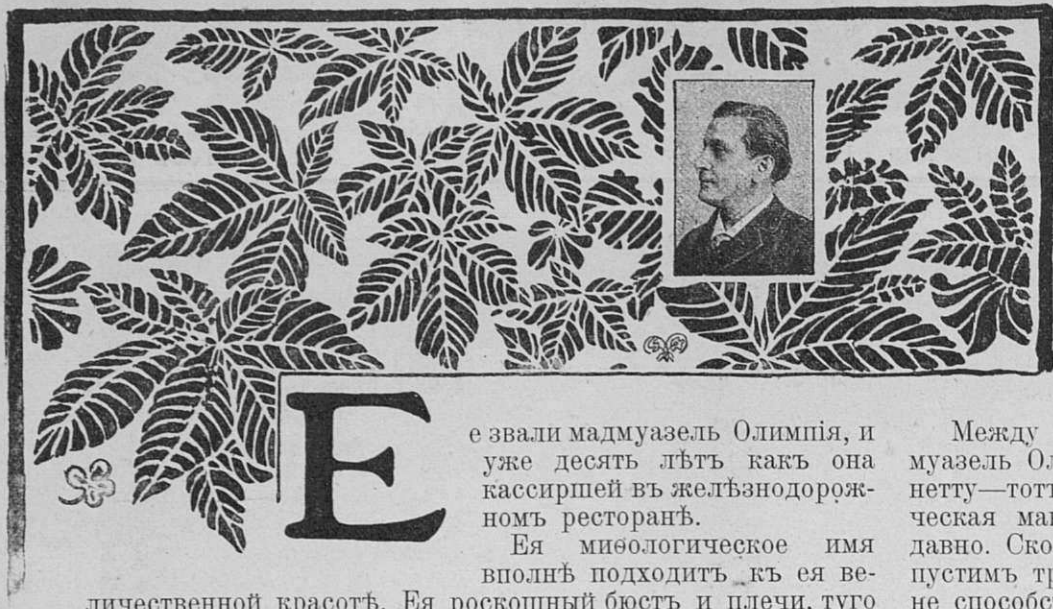 Е
е звали мадмуазель Олимпія, и
уже десять лѣтъ какъ она
кассиршей въ желѣзнодорож-
номъ ресторанѣ.
Ея миѳологическое имя
вполнѣ подходитъ къ ея ве-
личественной красотѣ. Ея роскошный бюстъ и плечи, туго
Между
муазель Ол
нетту—тотъ
ческая ма
давно. Ско
пустимъ тр
не способс